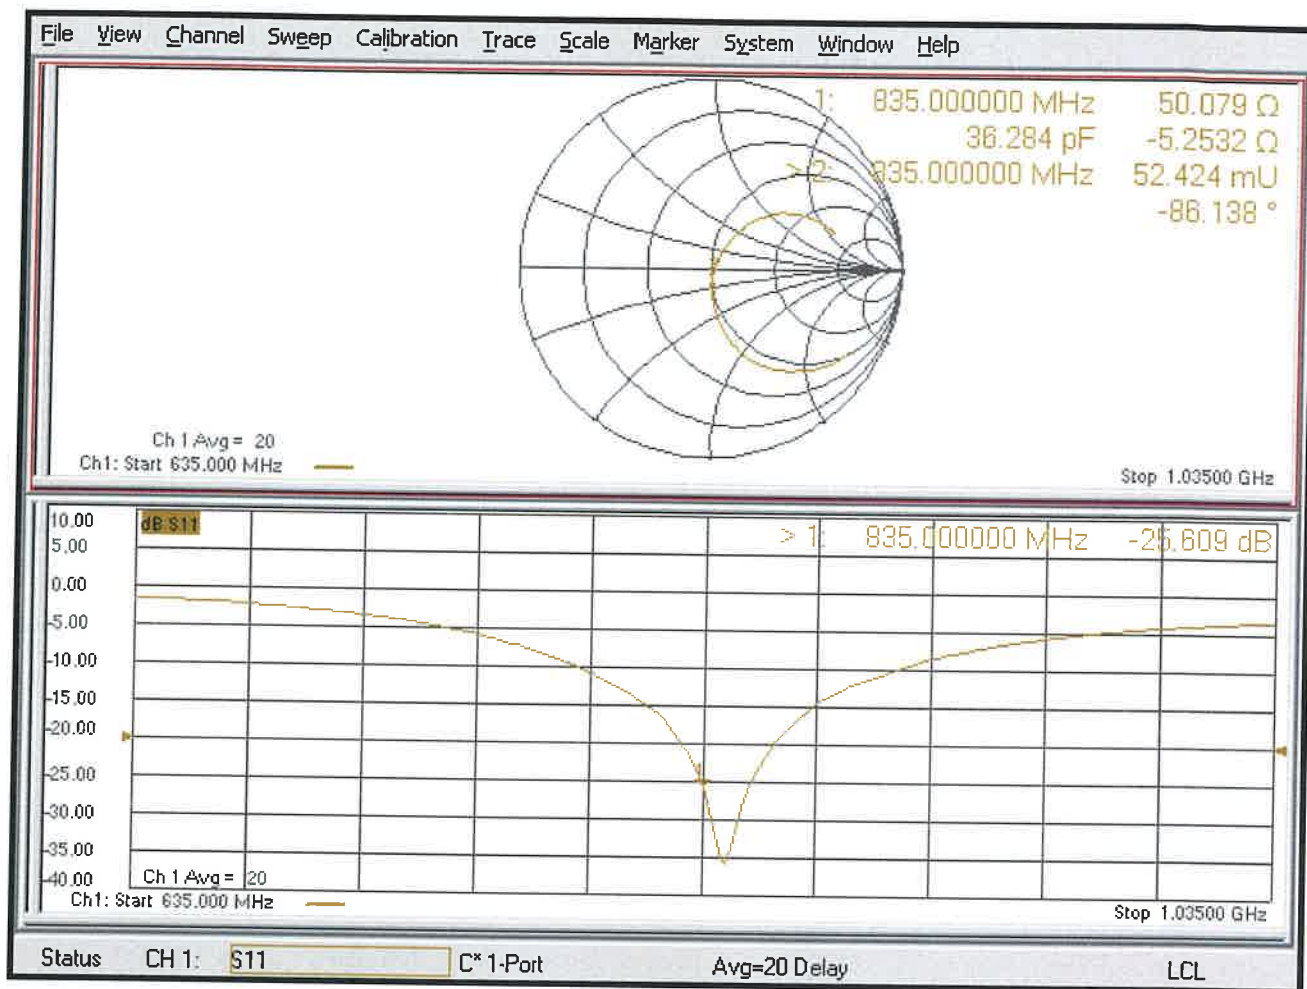 File View Channel Sweep Calibration Trace Scale Marker System Window Help
1: 835.000000 MHz 50.079 Ω
36.284 pF -5.2532 Ω
> 2: 835.000000 MHz 52.424 mU
-86.138 °
Ch 1 Avg = 20
Ch1: Start 635.000 MHz
Stop 1.03500 GHz
10.00
dB S11
> 1: 835.000000 MHz -25.609 dB
5.00
0.00
-5.00
-10.00
-15.00
-20.00
-25.00
1
-30.00
-35.00
-40.00
Ch 1 Avg = 20
Ch1: Start 635.000 MHz
Stop 1.03500 GHz
Status CH 1: S11 C* 1-Port Avg=20 Delay LCL